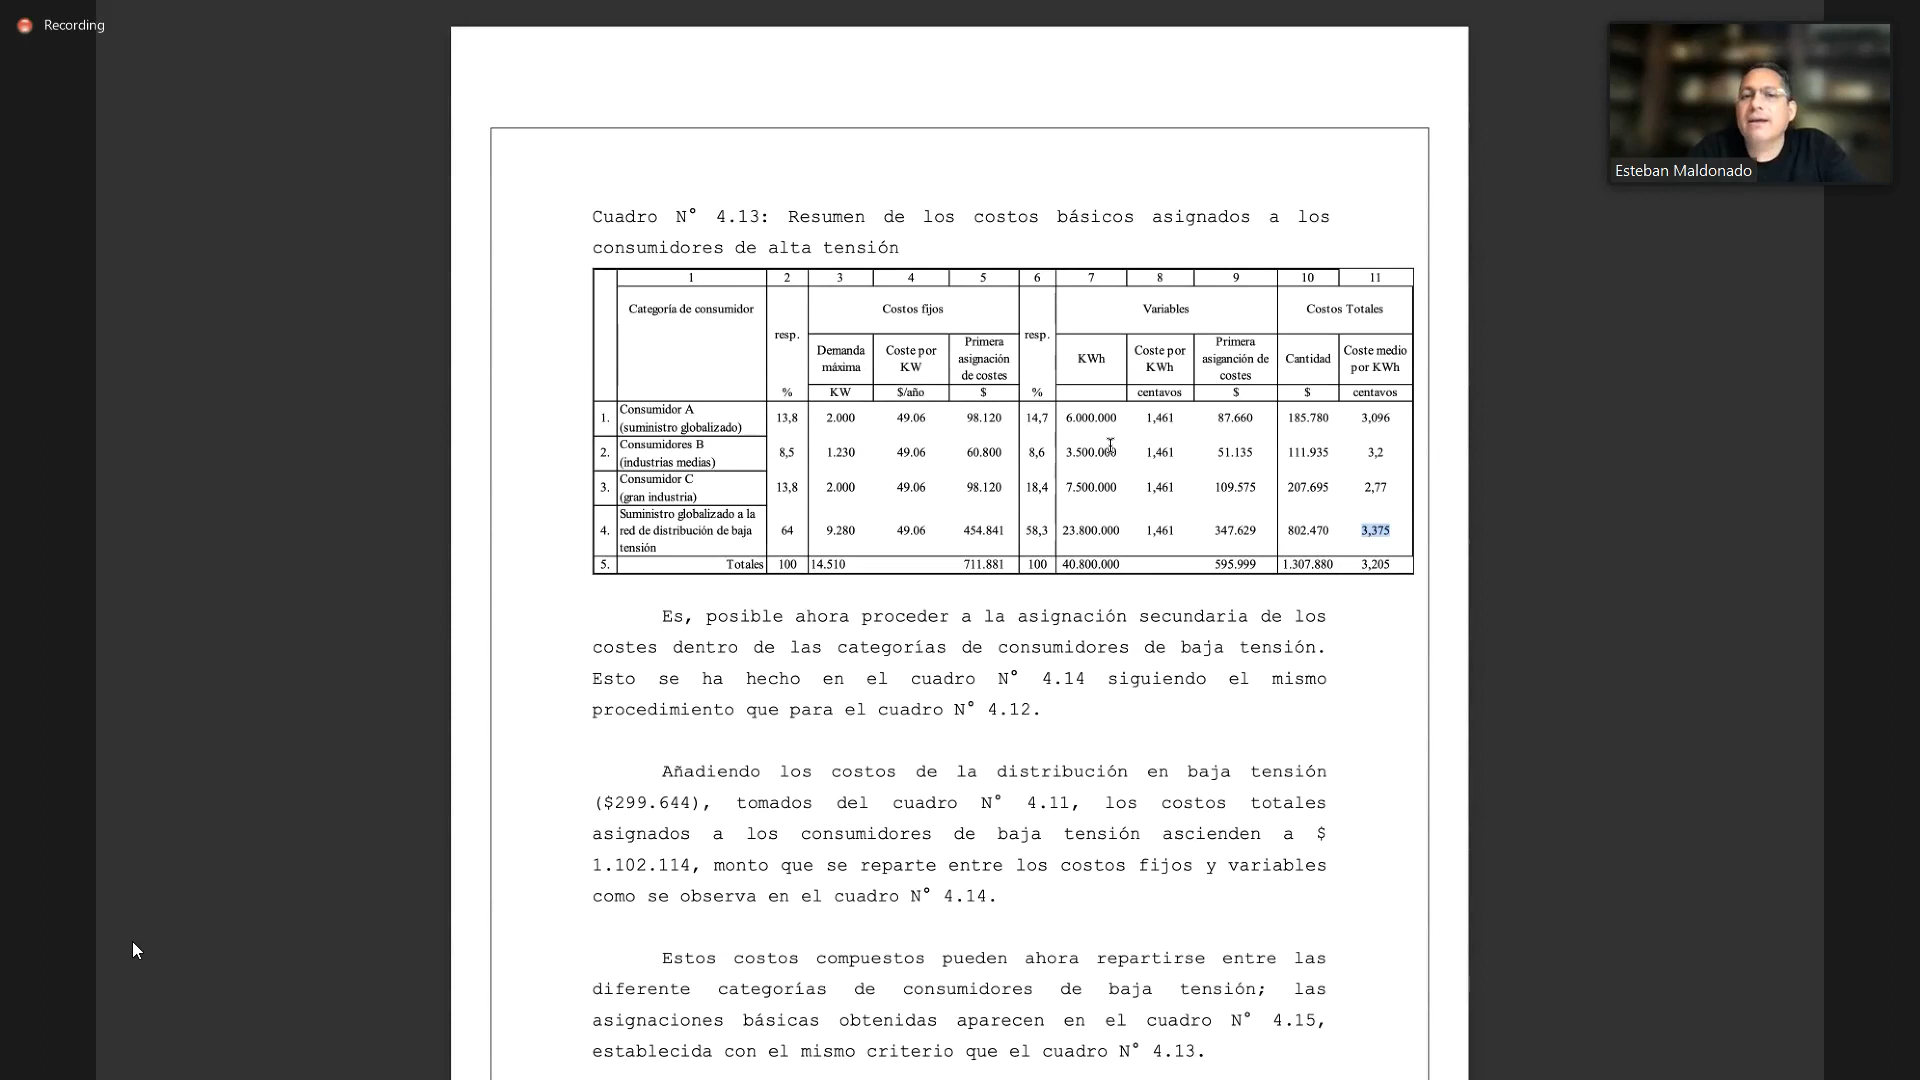 Recording
Esteban Maldonado
Cuadro N° 4.13: Resumen de los costos básicos asignados a los
consumidores de alta tensión
1 2 3 4 5 6 7 8 9 10 11
Categoría de consumidor resp. Costos fijos resp. Variables Costos Totales
Demanda máxima Coste por KW Primera asignación de costes KWh Coste por KWh Primera asiganción de costes Cantidad Coste medio por KWh
% KW $/año $ % centavos $ $ centavos
1. Consumidor A (suministro globalizado) 13,8 2.000 49.06 98.120 14,7 6.000.000 1,461 87.660 185.780 3,096
2. Consumidores B (industrias medias) 8,5 1.230 49.06 60.800 8,6 3.500.000 1,461 51.135 111.935 3,2
3. Consumidor C (gran industria) 13,8 2.000 49.06 98.120 18,4 7.500.000 1,461 109.575 207.695 2,77
4. Suministro globalizado a la red de distribución de baja tensión 64 9.280 49.06 454.841 58,3 23.800.000 1,461 347.629 802.470 3,375
5. Totales 100 14.510 711.881 100 40.800.000 595.999 1.307.880 3,205
Es, posible ahora proceder a la asignación secundaria de los
costes dentro de las categorías de consumidores de baja tensión.
Esto se ha hecho en el cuadro N° 4.14 siguiendo el mismo
procedimiento que para el cuadro N° 4.12.
Añadiendo los costos de la distribución en baja tensión
($299.644), tomados del cuadro N° 4.11, los costos totales
asignados a los consumidores de baja tensión ascienden a $
1.102.114, monto que se reparte entre los costos fijos y variables
como se observa en el cuadro N° 4.14.
Estos costos compuestos pueden ahora repartirse entre las
diferente categorías de consumidores de baja tensión; las
asignaciones básicas obtenidas aparecen en el cuadro N° 4.15,
establecida con el mismo criterio que el cuadro N° 4.13.